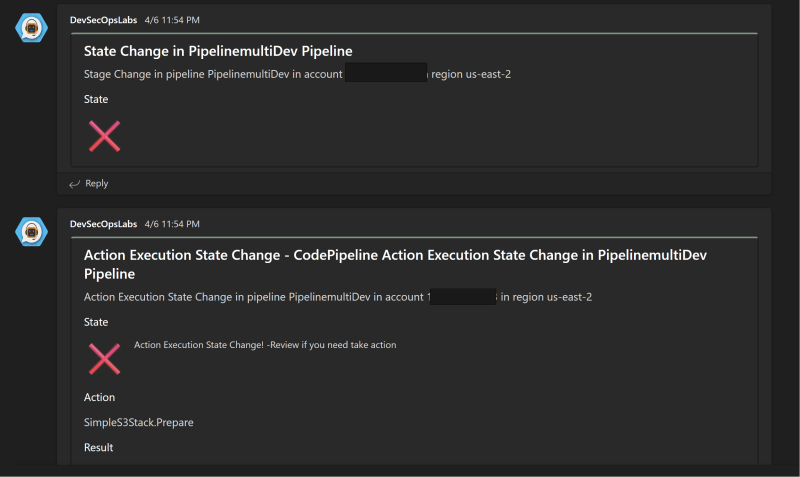 DevSecOpsLabs 4/6 11:54 PM
State Change in PipelinemultiDev Pipeline
Stage Change in pipeline PipelinemultiDev in account region us-east-2
State
Reply
DevSecOpsLabs 4/6 11:54 PM
Action Execution State Change - CodePipeline Action Execution State Change in PipelinemultiDev
Pipeline
Action Execution State Change in pipeline PipelinemultiDev in account in region us-east-2
State
Action Execution State Change! -Review if you need take action
Action
SimpleS3Stack.Prepare
Result